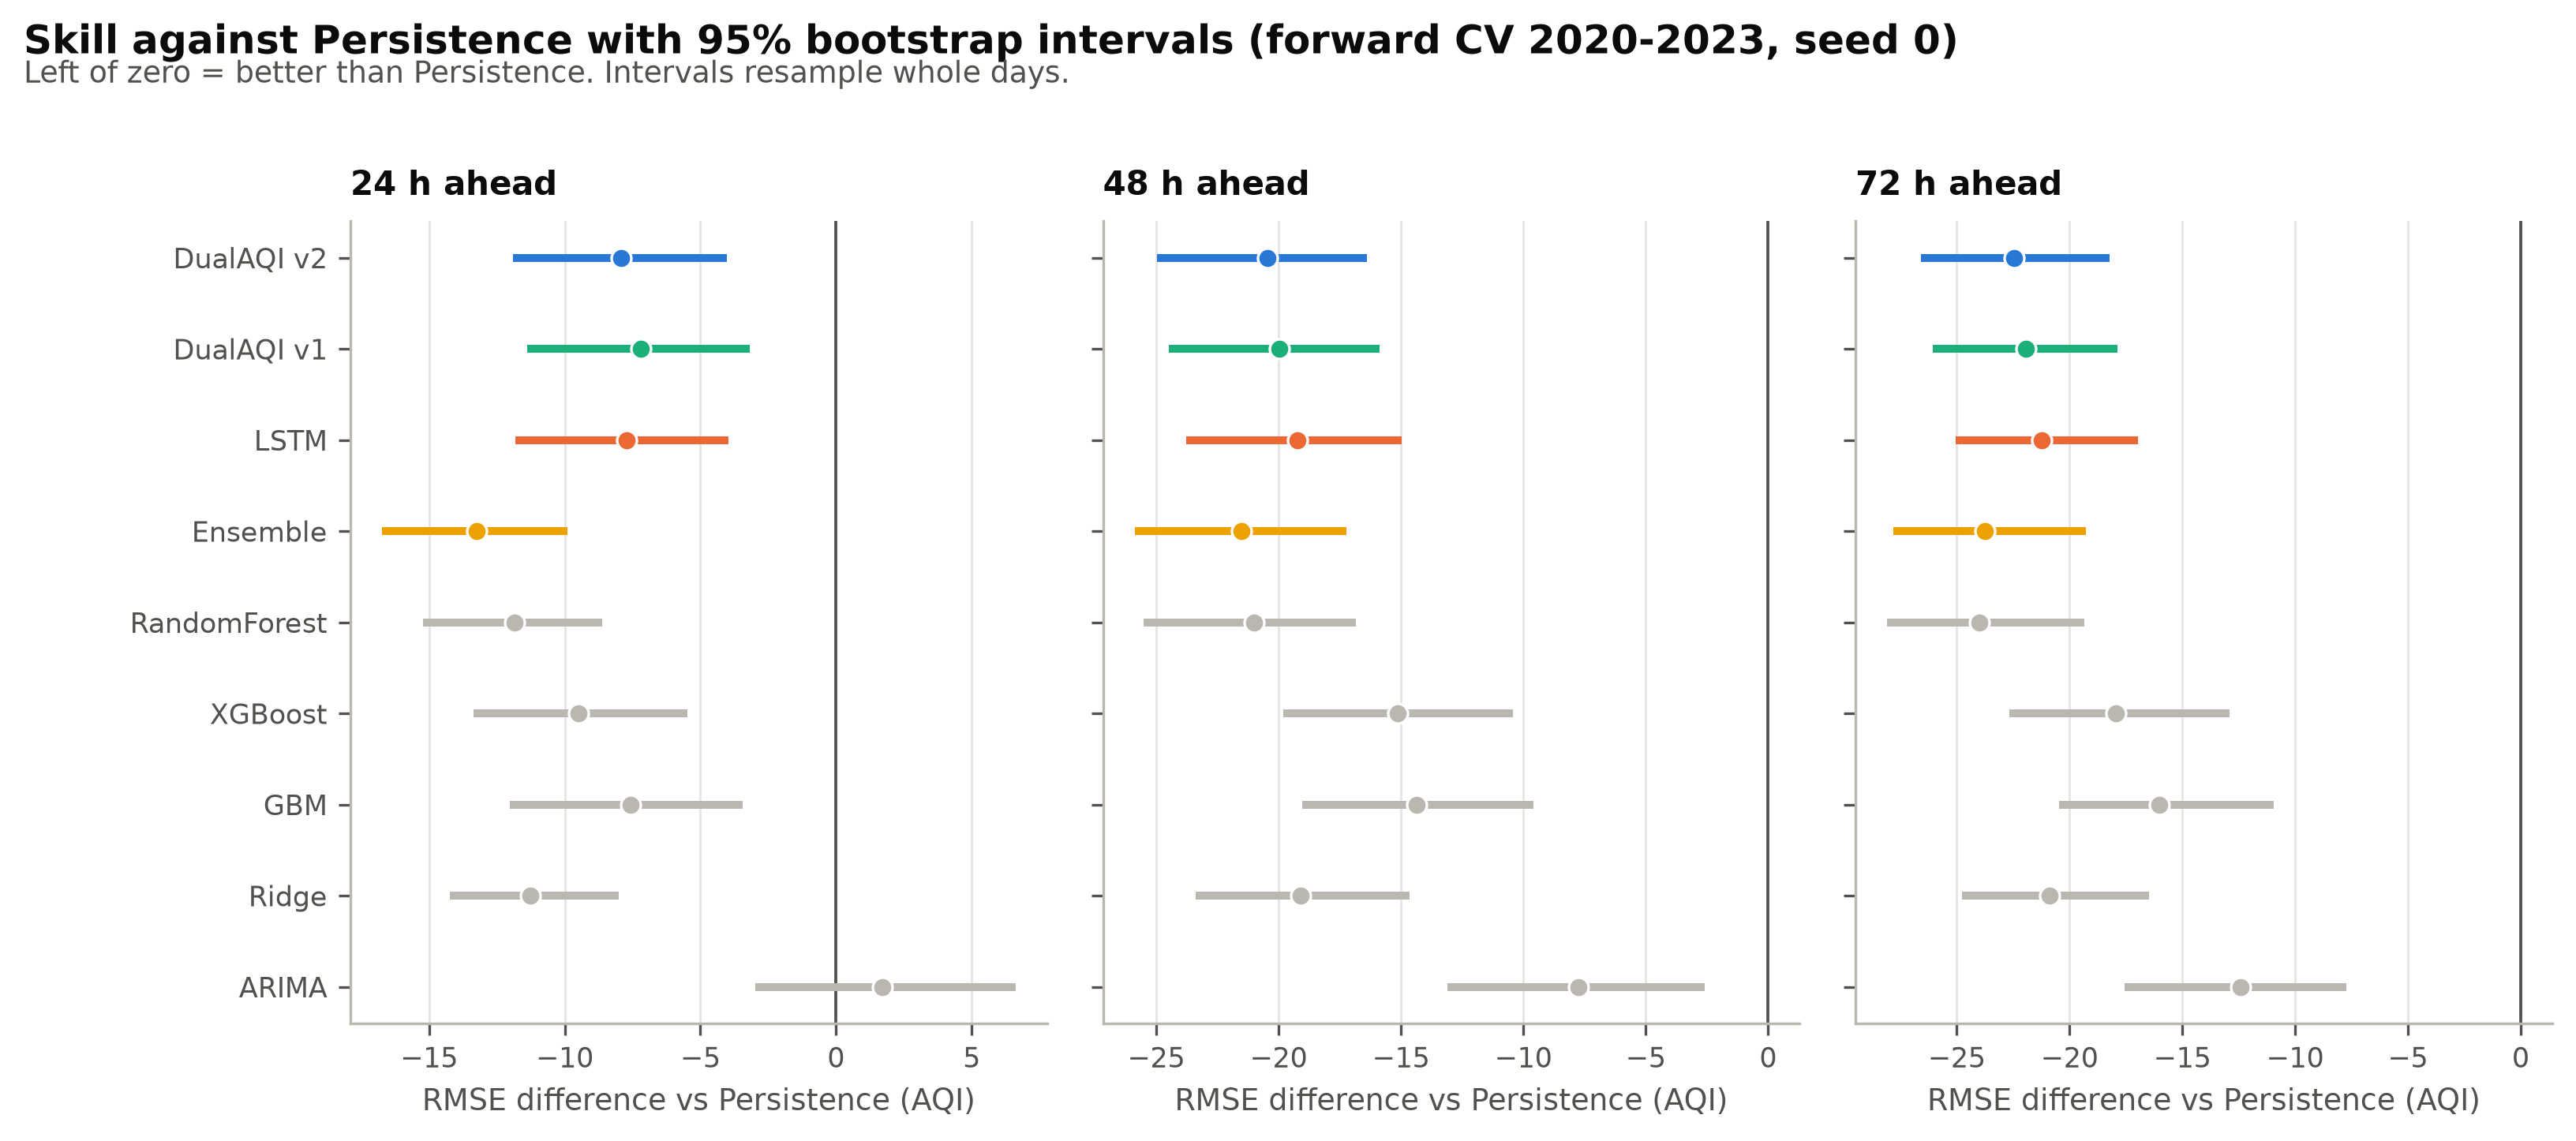 Skill against Persistence with 95% bootstrap intervals (forward CV 2020-2023, seed 0)
Left of zero = better than Persistence. Intervals resample whole days.
24 h ahead
48 h ahead
72 h ahead
DualAQI v2
DualAQI v1
LSTM
Ensemble
RandomForest
XGBoost
GBM
Ridge
ARIMA
−15 −10 −5 0 5
−25 −20 −15 −10 −5 0
−25 −20 −15 −10 −5 0
RMSE difference vs Persistence (AQI)
RMSE difference vs Persistence (AQI)
RMSE difference vs Persistence (AQI)